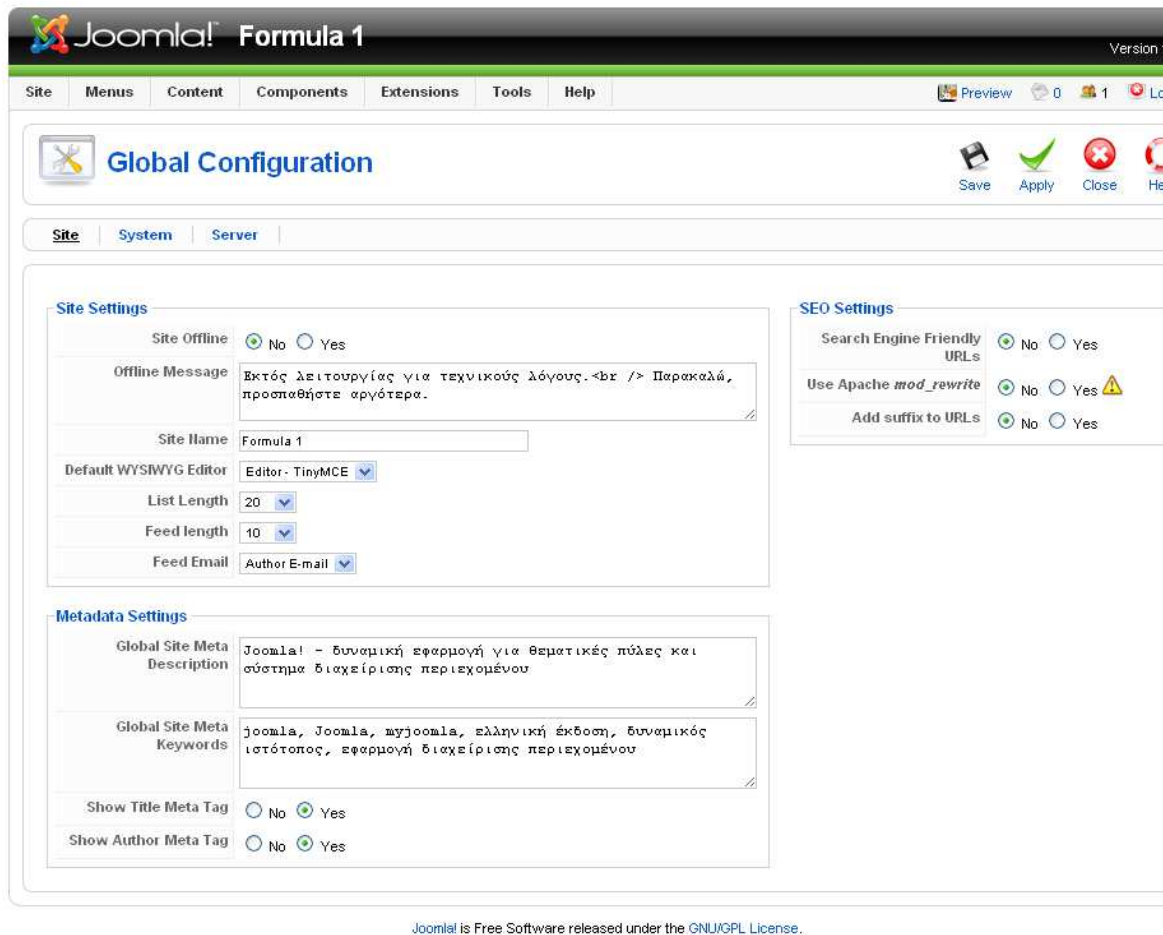 Joomla! Formula 1
Version
Site Menus Content Components Extensions Tools Help Preview 0 1
Global Configuration
Save Apply Close
Site System Server
Site Settings
Site Offline No Yes
Offline Message Εκτός λειτουργίας για τεχνικούς λόγους.<br /> Παρακαλώ,
προσπαθήστε αργότερα.
Site Name Formula 1
Default WYSIWYG Editor Editor - TinyMCE
List Length 20
Feed length 10
Feed Email Author E-mail
SEO Settings
Search Engine Friendly
URLs No Yes
Use Apache mod_rewrite No Yes
Add suffix to URLs No Yes
Metadata Settings
Global Site Meta
Description
Joomla! - δυναμική εφαρμογή για θεματικές πύλες και
σύστημα διαχείρισης περιεχομένου
Global Site Meta
Keywords
joomla, Joomla, myjoomla, ελληνική έκδοση, δυναμικός
ιστότοπος, εφαρμογή διαχείρισης περιεχομένου
Show Title Meta Tag No Yes
Show Author Meta Tag No Yes
Joomla! is Free Software released under the GNU/GPL License.